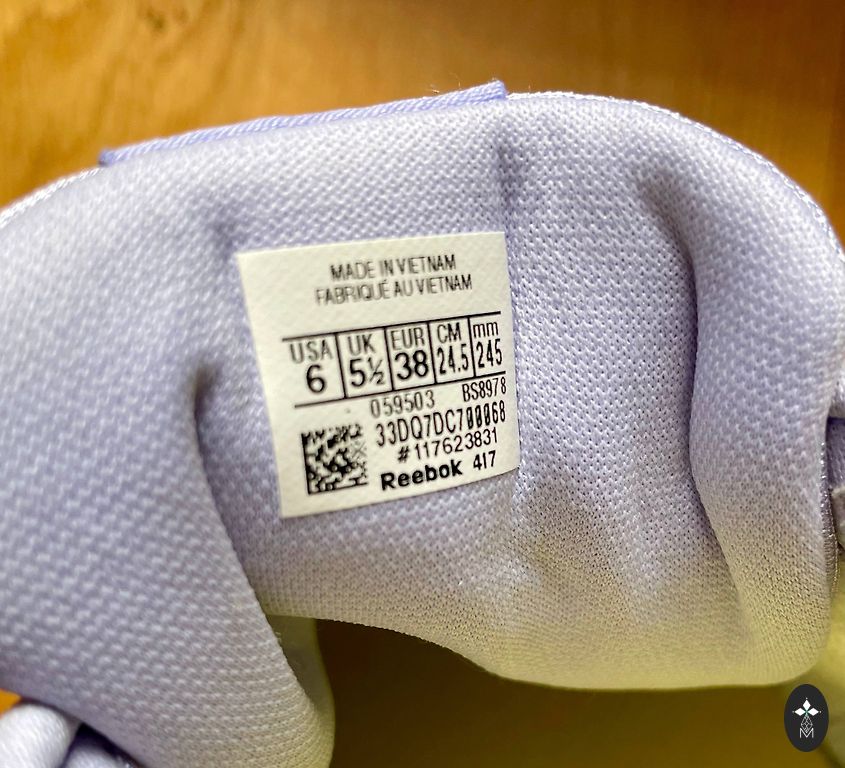 MADE IN VIETNAM
FABRIQUÉ AU VIETNAM
USA UK EUR CM mm
6 5½ 38 24.5 245
059503 BS8978
33DQ7DC700068
#117623831
Reebok 417
M